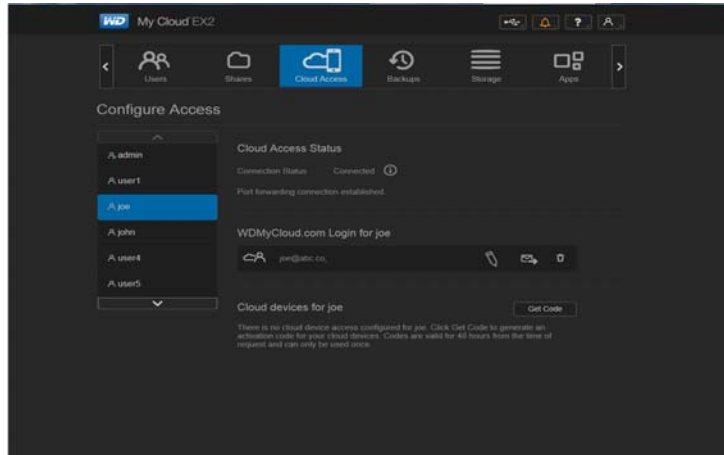 WD My Cloud EX2
?
Users Shares Cloud Access Backups Storage Apps
Configure Access
admin
user1
joe
john
user4
user5
Cloud Access Status
Connection Status Connected
Port forwarding connection established.
WDMyCloud.com Login for joe
joe@abc.co,
Cloud devices for joe
Get Code
There is no cloud device access configured for joe. Click Get Code to generate an
activation code for your cloud devices. Codes are valid for 48 hours from the time of
request and can only be used once.